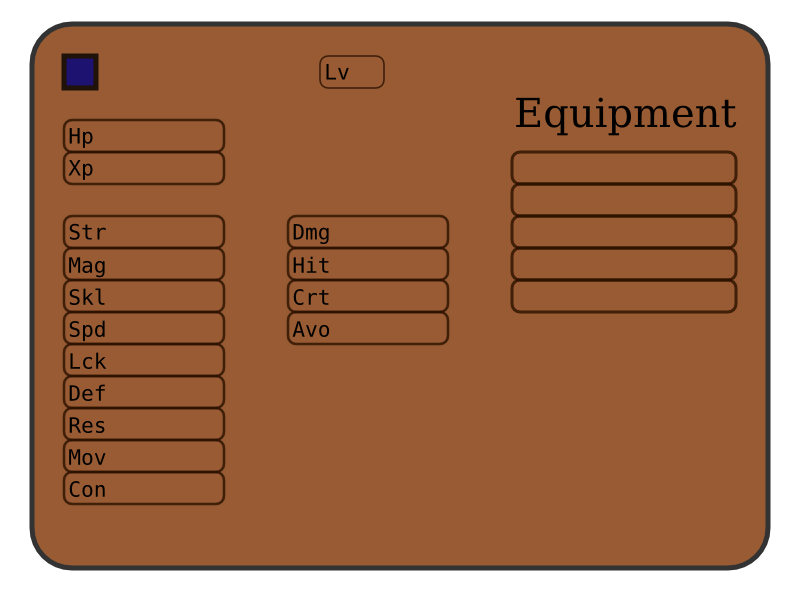 Lv
Equipment
Hp
Xp
Str
Mag
Skl
Spd
Lck
Def
Res
Mov
Con
Dmg
Hit
Crt
Avo